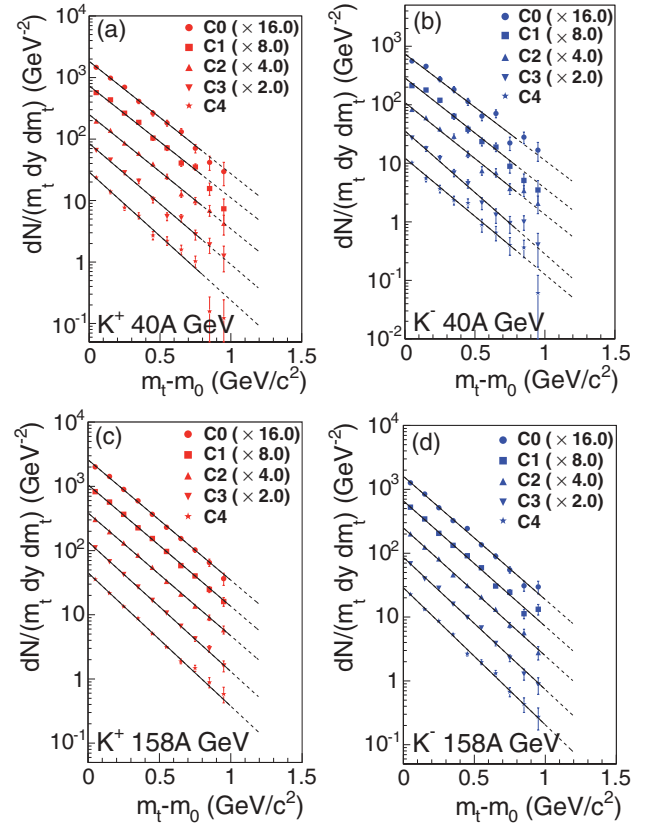 (a)
C0 (× 16.0)
C1 (× 8.0)
C2 (× 4.0)
C3 (× 2.0)
C4
dN/(m_t dy dm_t) (GeV⁻²)
10⁴
10³
10²
10
1
10⁻¹
K⁺ 40A GeV
0 0.5 1 1.5
m_t-m_0 (GeV/c²)
(b)
C0 (× 16.0)
C1 (× 8.0)
C2 (× 4.0)
C3 (× 2.0)
C4
dN/(m_t dy dm_t) (GeV⁻²)
10⁴
10³
10²
10
1
10⁻¹
10⁻²
K⁻ 40A GeV
0 0.5 1 1.5
m_t-m_0 (GeV/c²)
(c)
C0 (× 16.0)
C1 (× 8.0)
C2 (× 4.0)
C3 (× 2.0)
C4
dN/(m_t dy dm_t) (GeV⁻²)
10⁴
10³
10²
10
1
10⁻¹
K⁺ 158A GeV
0 0.5 1 1.5
m_t-m_0 (GeV/c²)
(d)
C0 (× 16.0)
C1 (× 8.0)
C2 (× 4.0)
C3 (× 2.0)
C4
dN/(m_t dy dm_t) (GeV⁻²)
10⁴
10³
10²
10
1
10⁻¹
K⁻ 158A GeV
0 0.5 1 1.5
m_t-m_0 (GeV/c²)